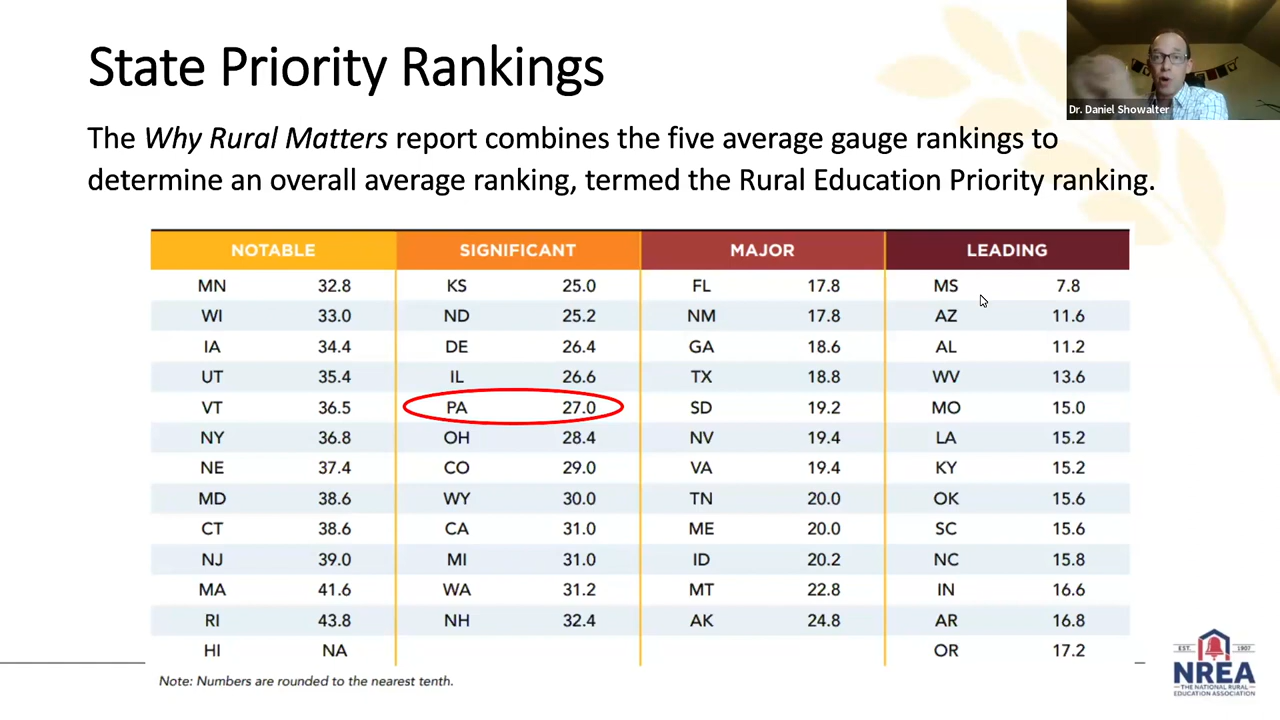 State Priority Rankings
Dr. Daniel Showalter
The Why Rural Matters report combines the five average gauge rankings to
determine an overall average ranking, termed the Rural Education Priority ranking.
NOTABLE SIGNIFICANT MAJOR LEADING
MN 32.8 KS 25.0 FL 17.8 MS 7.8
WI 33.0 ND 25.2 NM 17.8 AZ 11.6
IA 34.4 DE 26.4 GA 18.6 AL 11.2
UT 35.4 IL 26.6 TX 18.8 WV 13.6
VT 36.5 PA 27.0 SD 19.2 MO 15.0
NY 36.8 OH 28.4 NV 19.4 LA 15.2
NE 37.4 CO 29.0 VA 19.4 KY 15.2
MD 38.6 WY 30.0 TN 20.0 OK 15.6
CT 38.6 CA 31.0 ME 20.0 SC 15.6
NJ 39.0 MI 31.0 ID 20.2 NC 15.8
MA 41.6 WA 31.2 MT 22.8 IN 16.6
RI 43.8 NH 32.4 AK 24.8 AR 16.8
HI NA OR 17.2
Note: Numbers are rounded to the nearest tenth.
EST. 1907
NREA
THE NATIONAL RURAL
EDUCATION ASSOCIATION